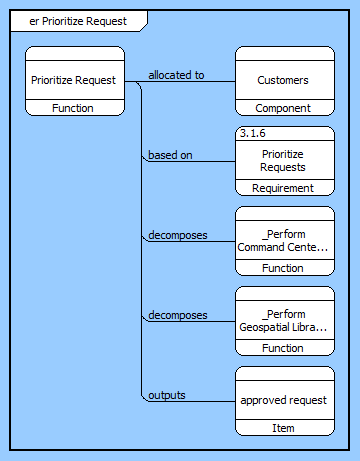 er Prioritize Request
Prioritize Request
Function
allocated to
Customers
Component
based on
3.1.6
Prioritize
Requests
Requirement
decomposes
_Perform
Command Cente...
Function
decomposes
_Perform
Geospatial Libra...
Function
outputs
approved request
Item